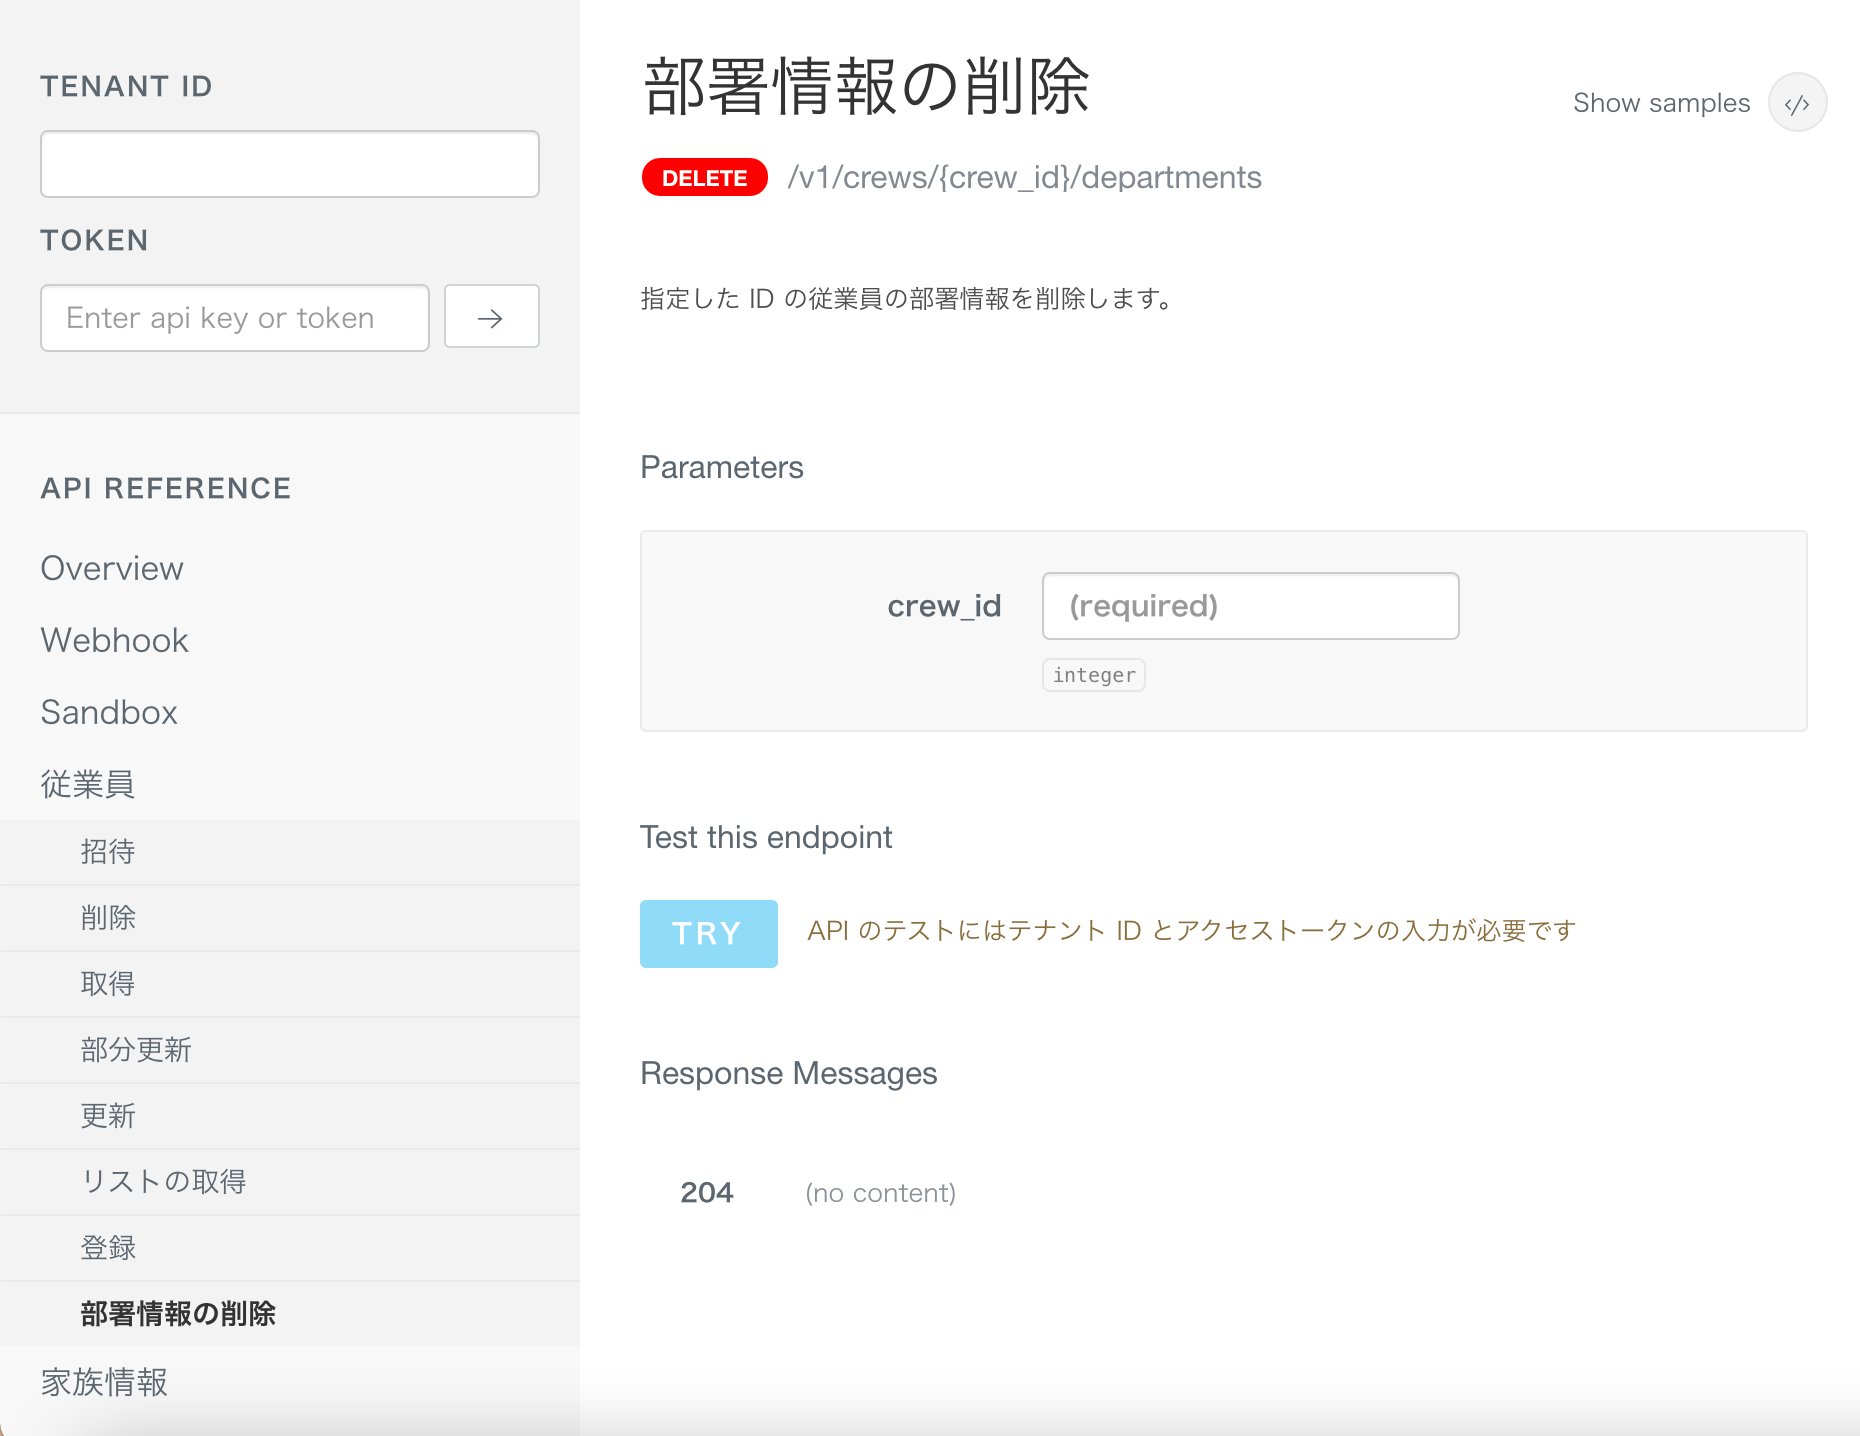 TENANT ID
TOKEN
Enter api key or token
→
API REFERENCE
Overview
Webhook
Sandbox
従業員
招待
削除
取得
部分更新
更新
リストの取得
登録
部署情報の削除
家族情報
部署情報の削除
Show samples </>
DELETE /v1/crews/{crew_id}/departments
指定した ID の従業員の部署情報を削除します。
Parameters
crew_id (required)
integer
Test this endpoint
TRY API のテストにはテナント ID とアクセストークンの入力が必要です
Response Messages
204 (no content)